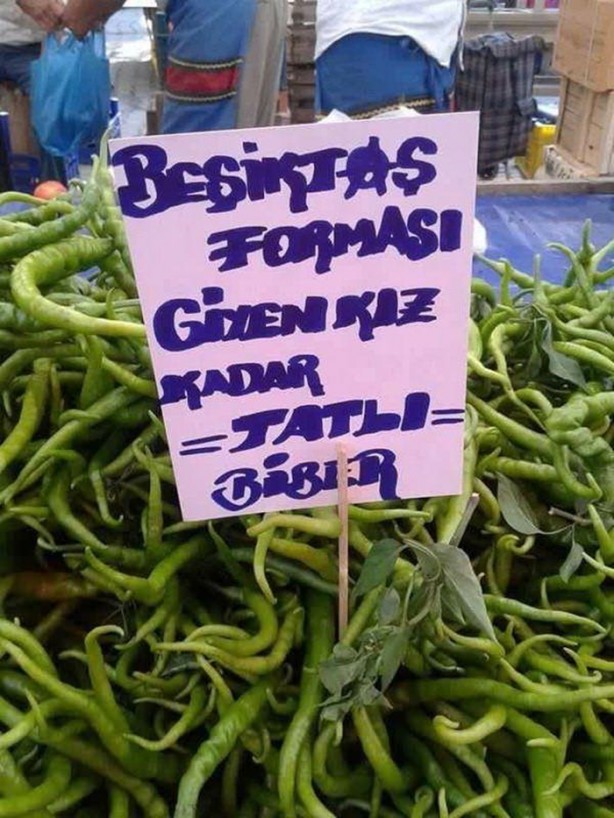 BEŞİKTAŞ
FORMASI
GİYEN KIZ
KADAR
=TATLI=
BİBER